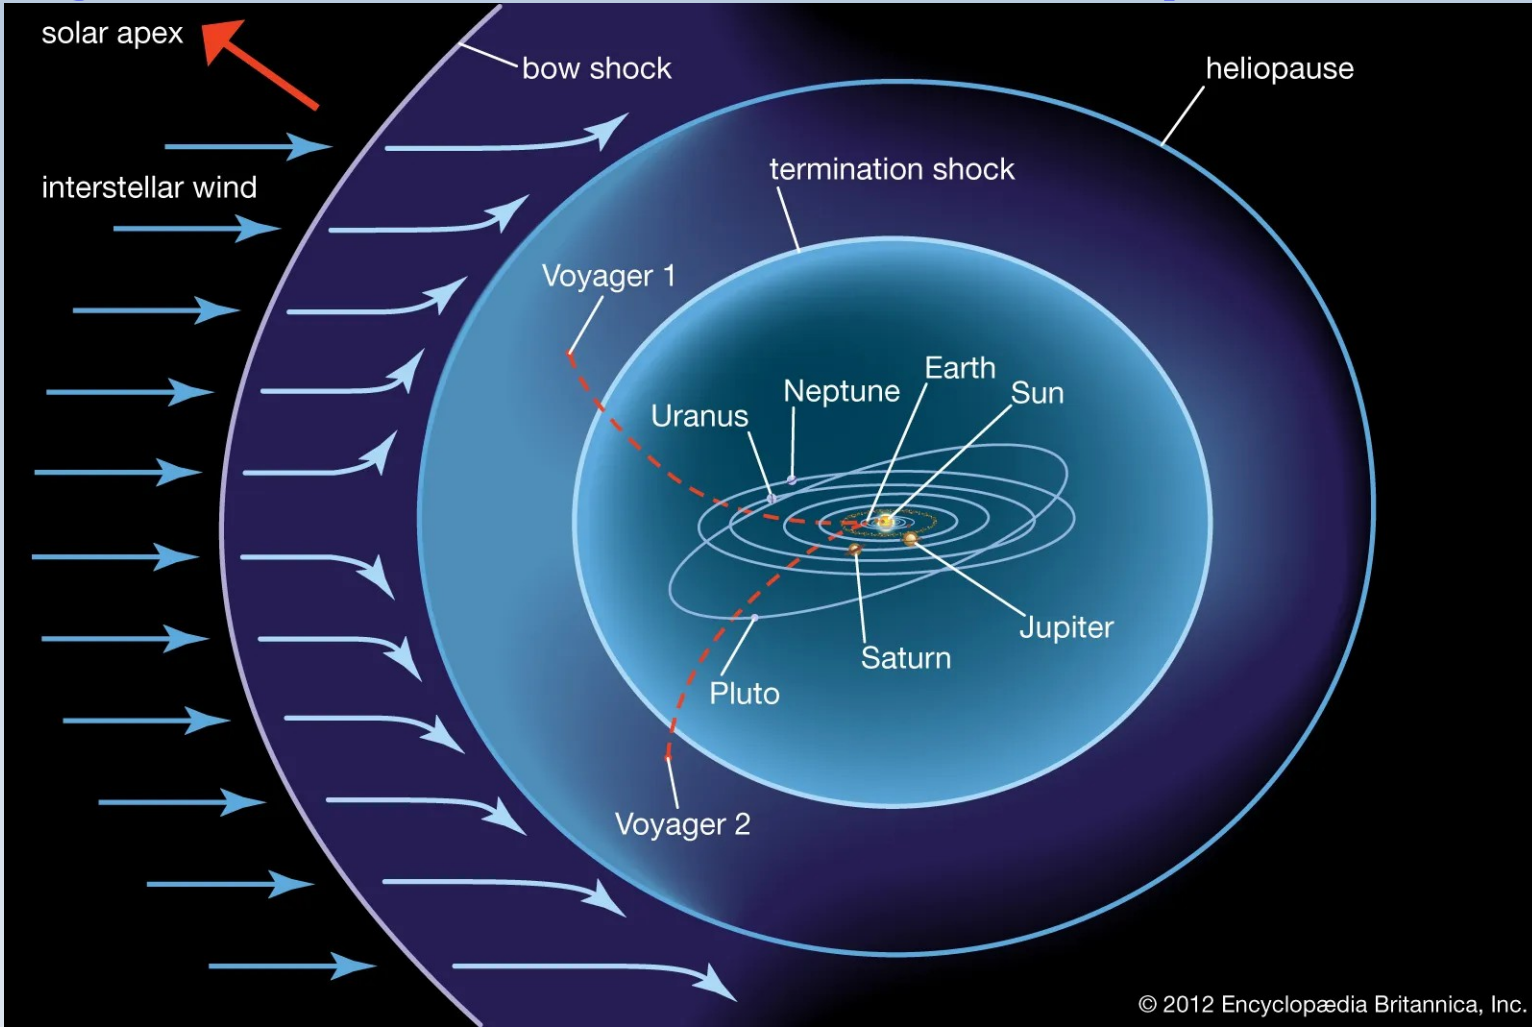 solar apex
bow shock
heliopause
termination shock
interstellar wind
Voyager 1
Earth
Neptune
Sun
Uranus
Jupiter
Saturn
Pluto
Voyager 2
© 2012 Encyclopædia Britannica, Inc.